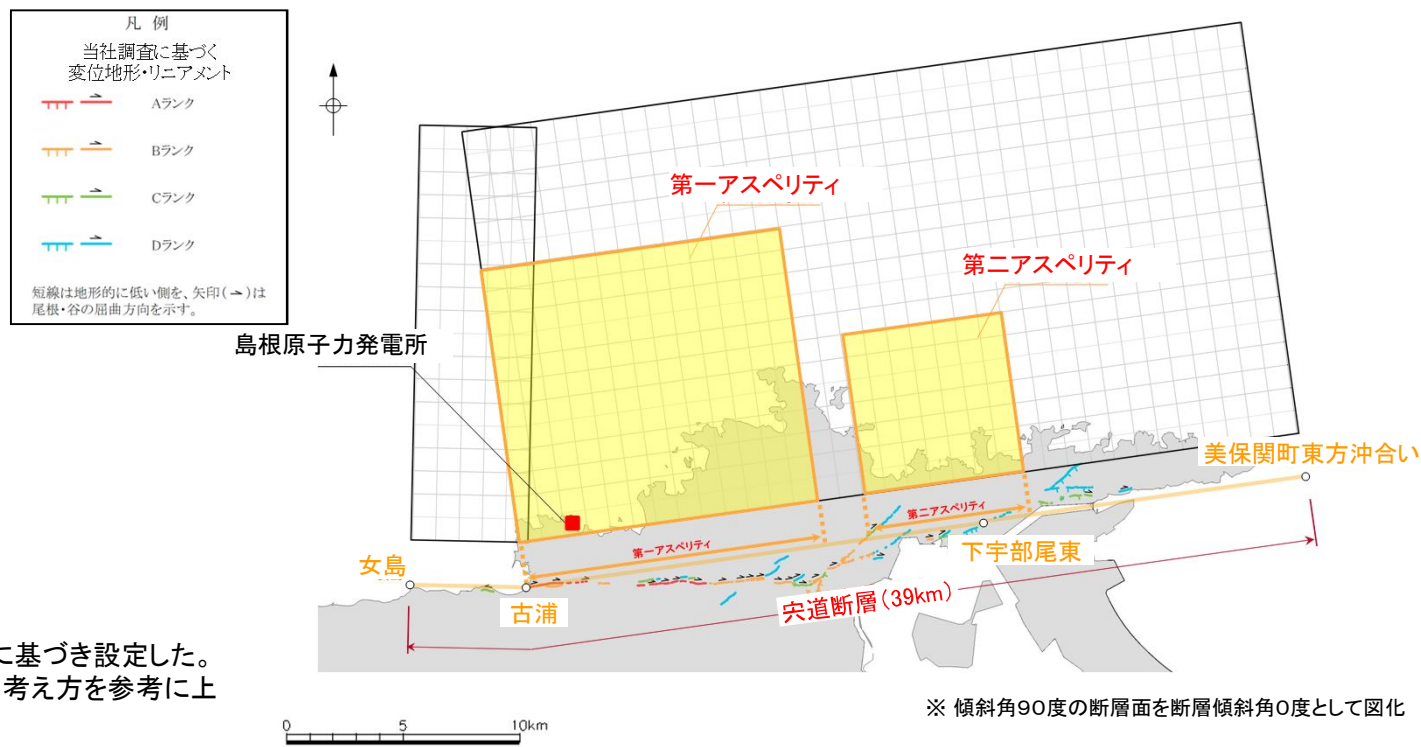 凡 例
当社調査に基づく
変位地形・リニアメント
Aランク
Bランク
Cランク
Dランク
短線は地形的に低い側を、矢印(⇀)は
尾根・谷の屈曲方向を示す。
第一アスペリティ
第二アスペリティ
島根原子力発電所
美保関町東方沖合い
第二アスペリティ
第一アスペリティ
下宇部尾東
女島
古浦
宍道断層(39km)
に基づき設定した。
考え方を参考に上
※ 傾斜角90度の断層面を断層傾斜角0度として図化
0 5 10km